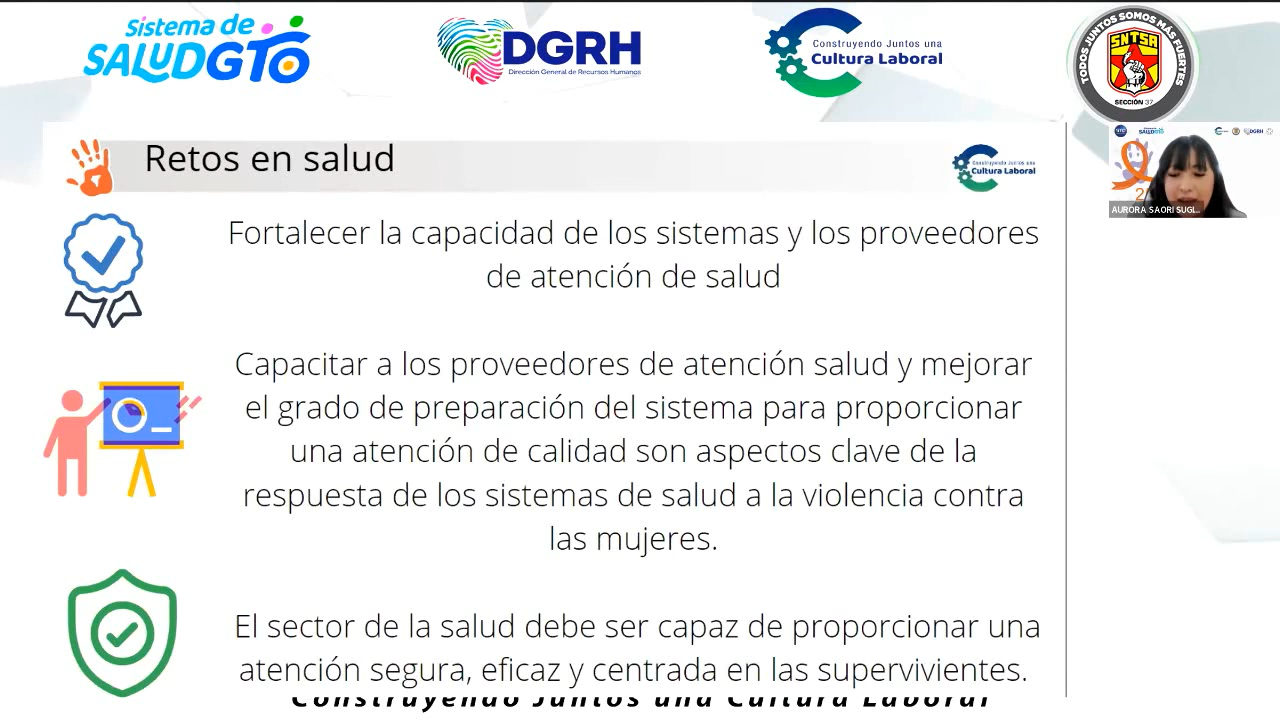 Sistema de
SALUDGTO
DGRH
Dirección General de Recursos Humanos
Construyendo Juntos una
Cultura Laboral
TODOS JUNTOS SOMOS MÁS FUERTES
SNTSA
SECCIÓN 37
Retos en salud
Construyendo Juntos una
Cultura Laboral
AURORA SAORI SUGI...
Fortalecer la capacidad de los sistemas y los proveedores
de atención de salud
Capacitar a los proveedores de atención salud y mejorar
el grado de preparación del sistema para proporcionar
una atención de calidad son aspectos clave de la
respuesta de los sistemas de salud a la violencia contra
las mujeres.
El sector de la salud debe ser capaz de proporcionar una
atención segura, eficaz y centrada en las supervivientes.
Construyendo Juntos una Cultura Laboral